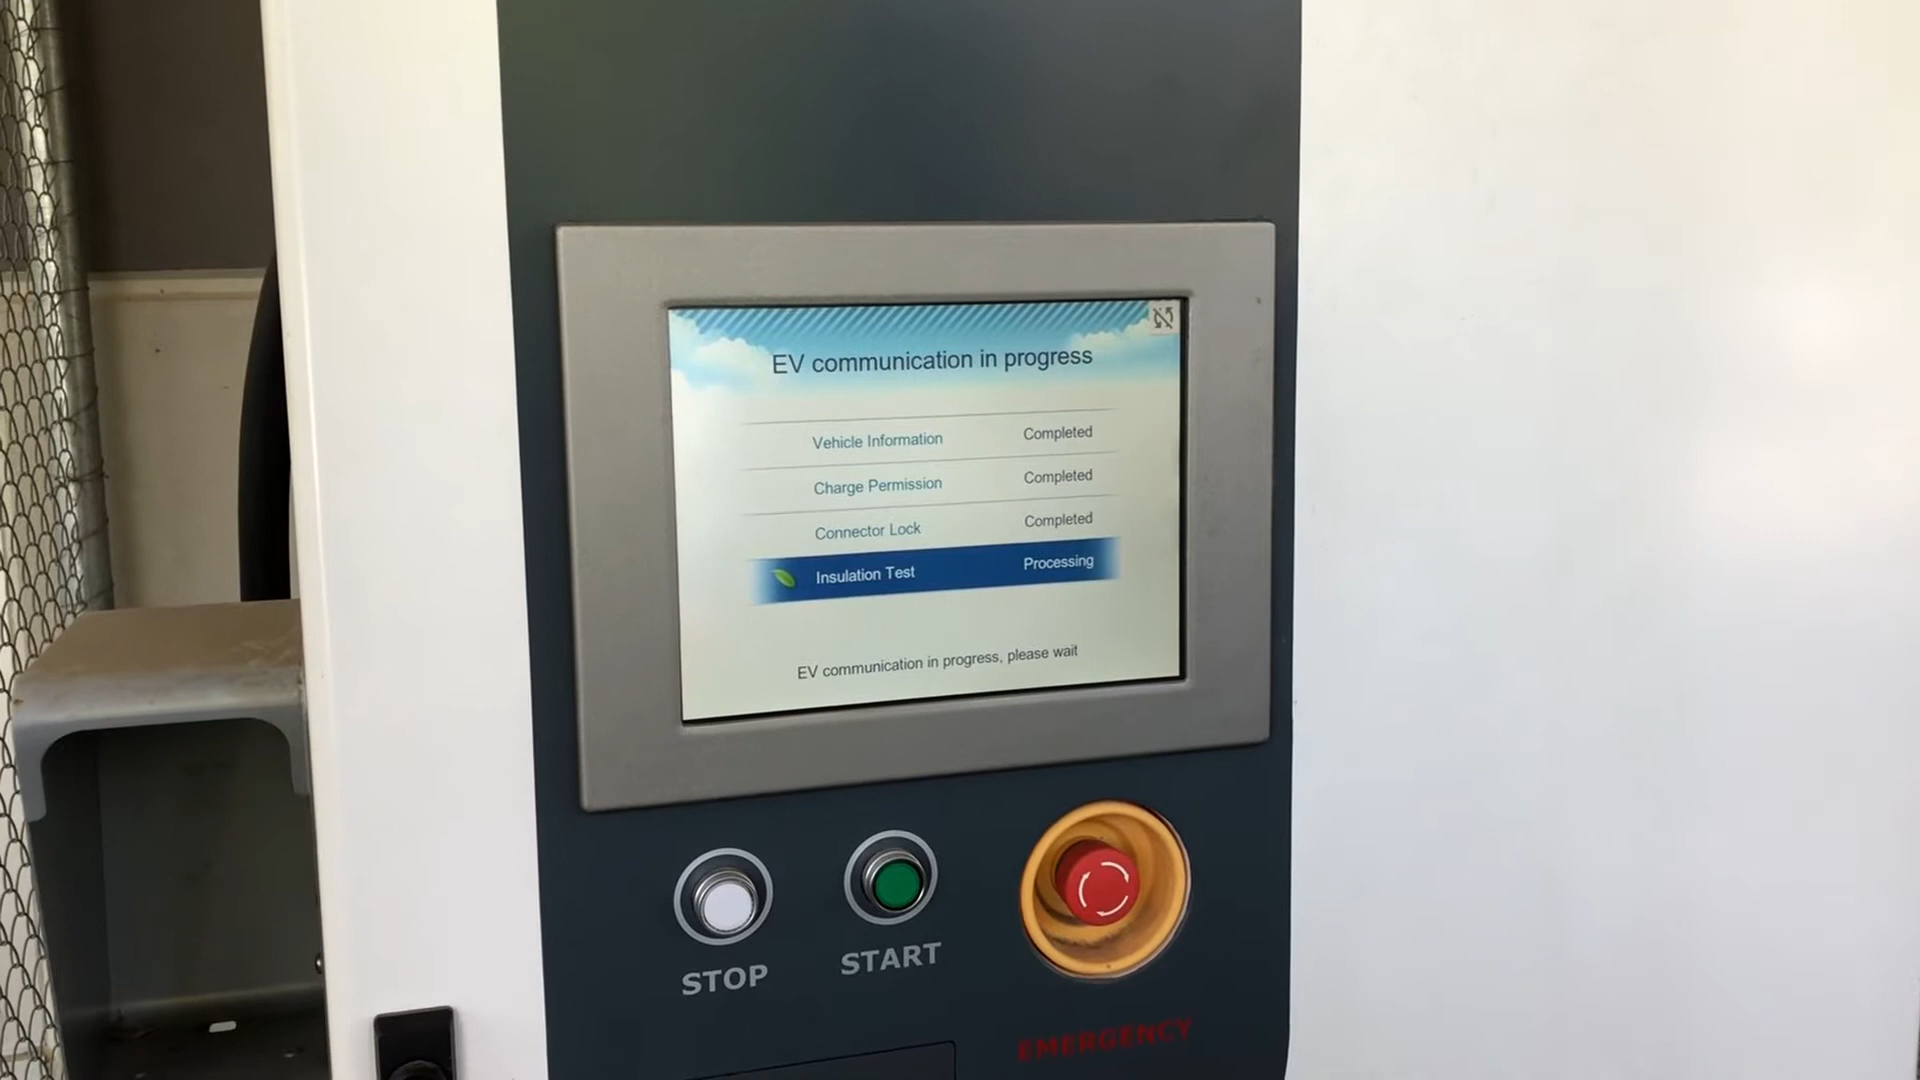 EV communication in progress
Vehicle Information Completed
Charge Permission Completed
Connector Lock Completed
Insulation Test Processing
EV communication in progress, please wait
STOP START
EMERGENCY